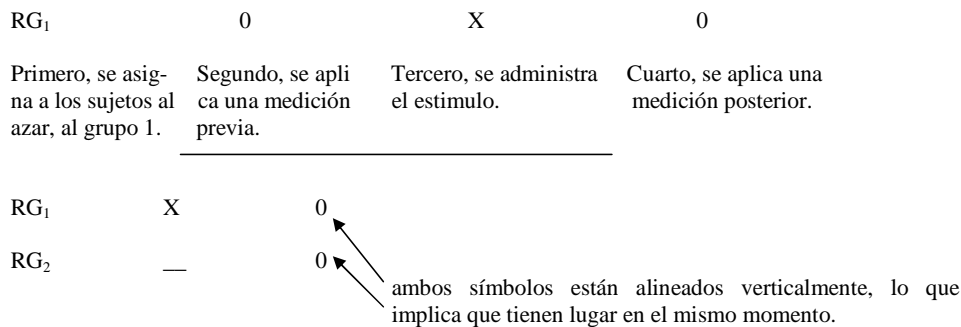 RG₁ 0 X 0
Primero, se asig- Segundo, se apli Tercero, se administra Cuarto, se aplica una
na a los sujetos al ca una medición el estimulo. medición posterior.
azar, al grupo 1. previa.
RG₁ X 0
RG₂ __ 0
ambos símbolos están alineados verticalmente, lo que
implica que tienen lugar en el mismo momento.